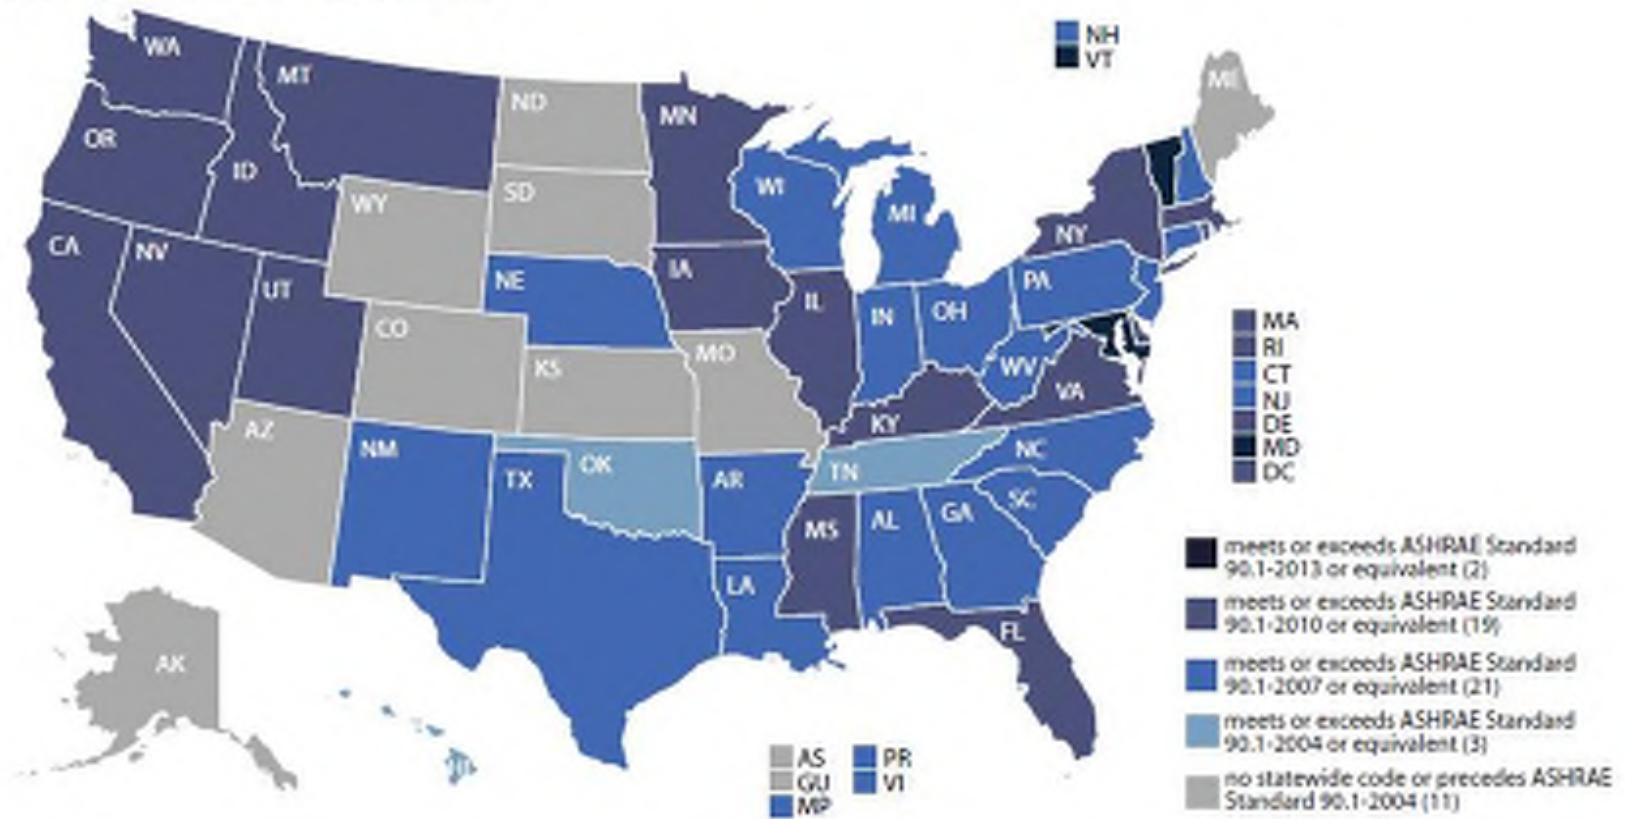 NH
VT
WA
MT
ND
MN
ME
OR
ID
SD
WI
MI
WY
CA
NV
NE
IA
NY
UT
IL
IN
OH
PA
CO
KS
MO
WV
VA
KY
MA
RI
CT
NJ
DE
MD
DC
AZ
NM
TX
OK
AR
TN
NC
SC
MS
AL
GA
LA
FL
AK
HI
AS
GU
MP
PR
VI
meets or exceeds ASHRAE Standard
90.1-2013 or equivalent (2)
meets or exceeds ASHRAE Standard
90.1-2010 or equivalent (19)
meets or exceeds ASHRAE Standard
90.1-2007 or equivalent (21)
meets or exceeds ASHRAE Standard
90.1-2004 or equivalent (3)
no statewide code or precedes ASHRAE
Standard 90.1-2004 (11)